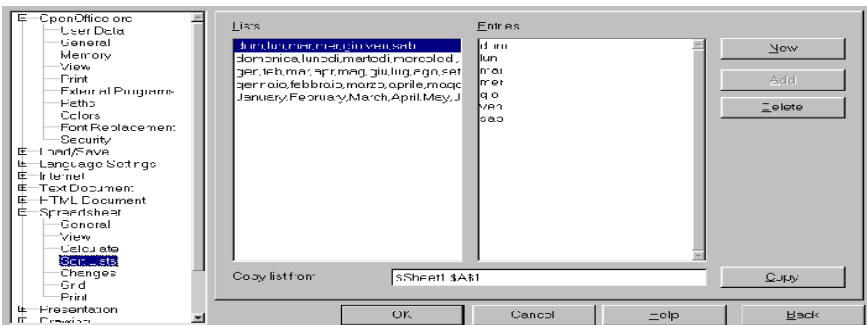 OpenOffice.org
User Data
General
Memory
View
Print
External Programs
Paths
Colors
Font Replacement
Security
Load/Save
Language Settings
Internet
Text Document
HTML Document
Spreadsheet
General
View
Calculate
Sort Lists
Changes
Grid
Print
Presentation
Drawing
Lists
dom,lun,mar,mer,gio,ven,sab
domenica,lunedì,martedì,mercoledì,
gen,feb,mar,apr,mag,giu,lug,ago,set
gennaio,febbraio,marzo,aprile,magg
January,February,March,April,May,J
Entries
dom
lun
mar
mer
gio
ven
sab
New
Add
Delete
Copy list from
$Sheet1.$A$1
Copy
OK
Cancel
Help
Back